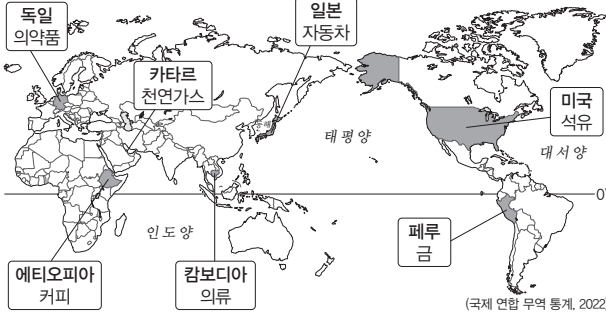 독일
의약품
일본
자동차
카타르
천연가스
동해
미국
석유
태평양
대서양
0°
인도양
페루
금
에티오피아
커피
캄보디아
의류
(국제 연합 무역 통계, 2022)